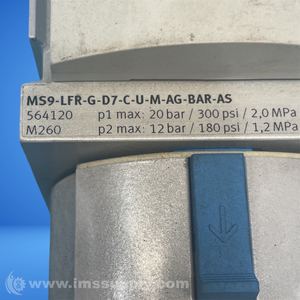 MS9-LFR-G-D7-C-U-M-AG-BAR-AS
564120 p1 max: 20 bar / 300 psi / 2,0 MPa
M260 p2 max: 12 bar / 180 psi / 1,2 MPa
© www.imssupply.com